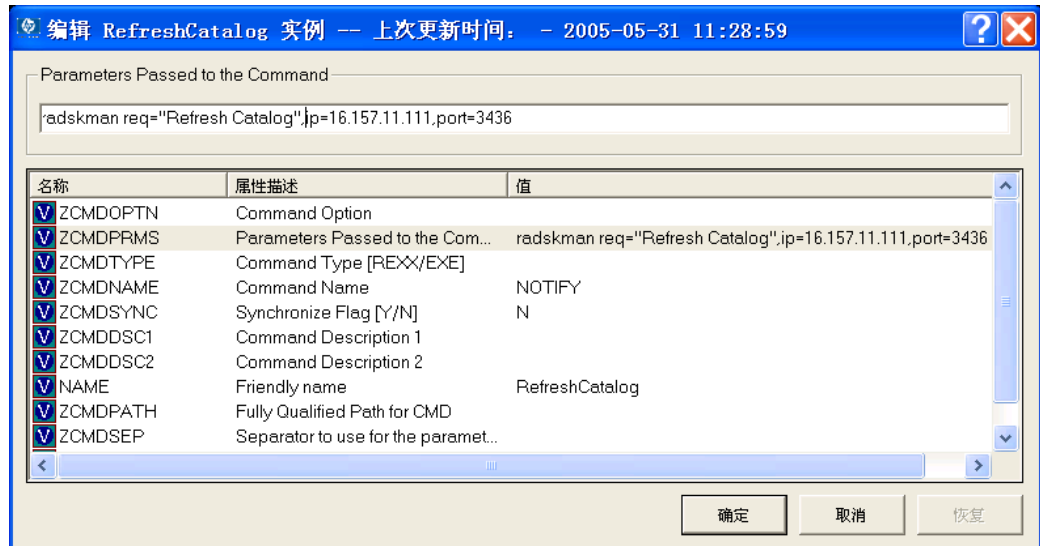 编辑 RefreshCatalog 实例 -- 上次更新时间： - 2005-05-31 11:28:59
Parameters Passed to the Command
radskman req="Refresh Catalog",ip=16.157.11.111,port=3436
名称 属性描述 值
V ZCMDOPTN Command Option
V ZCMDPRMS Parameters Passed to the Com... radskman req="Refresh Catalog",ip=16.157.11.111,port=3436
V ZCMDTYPE Command Type [REXX/EXE]
V ZCMDNAME Command Name NOTIFY
V ZCMDSYNC Synchronize Flag [Y/N] N
V ZCMDDSC1 Command Description 1
V ZCMDDSC2 Command Description 2
V NAME Friendly name RefreshCatalog
V ZCMDPATH Fully Qualified Path for CMD
V ZCMDSEP Separator to use for the paramet...
确定 取消 恢复